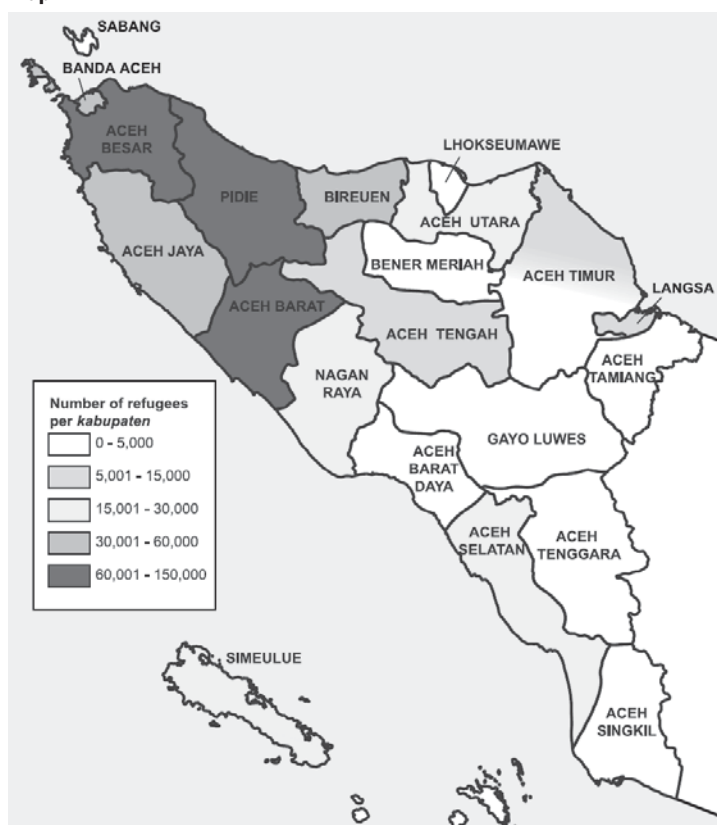 SABANG
BANDA ACEH
ACEH
BESAR
PIDIE
BIREUEN
LHOKSEUMAWE
ACEH UTARA
ACEH JAYA
BENER MERIAH
ACEH TIMUR
LANGSA
ACEH BARAT
ACEH TENGAH
ACEH
TAMIANG
NAGAN
RAYA
GAYO LUWES
ACEH
BARAT
DAYA
ACEH
SELATAN
ACEH
TENGGARA
Number of refugees
per kabupaten
0 - 5,000
5,001 - 15,000
15,001 - 30,000
30,001 - 60,000
60,001 - 150,000
SIMEULUE
ACEH
SINGKIL